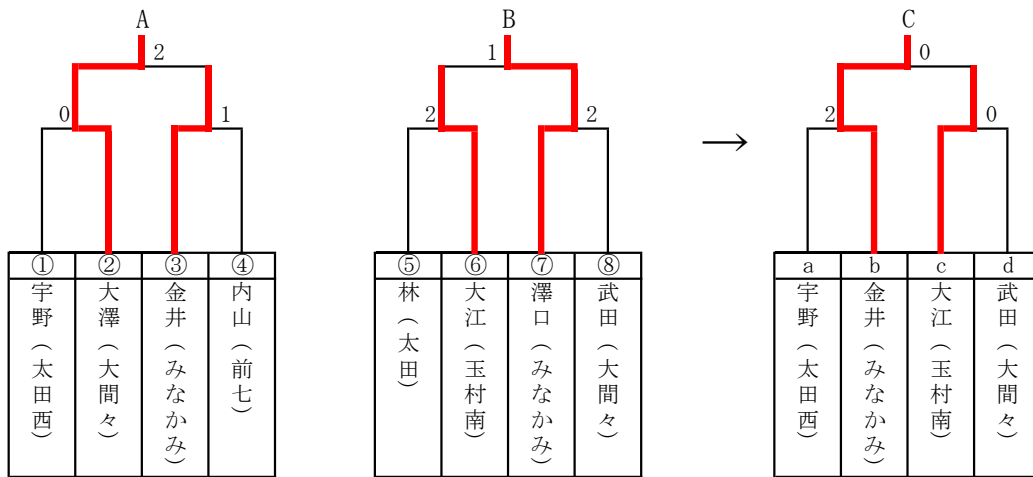 A
B
C
2
1
0
0
1
2
2
2
0
→
① ② ③ ④
⑤ ⑥ ⑦ ⑧
a b c d
宇野（太田西）
大澤（大間々）
金井（みなかみ）
内山（前七）
林（太田）
大江（玉村南）
澤口（みなかみ）
武田（大間々）
宇野（太田西）
金井（みなかみ）
大江（玉村南）
武田（大間々）